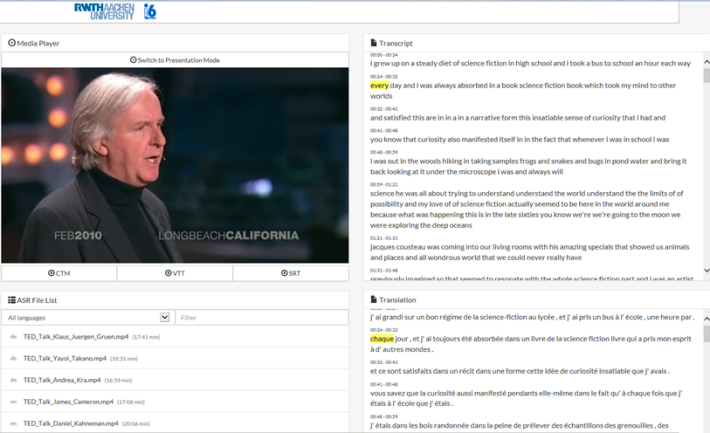 RWTH AACHEN
UNIVERSITY i6
Media Player
Switch to Presentation Mode
FEB2010 LONGBEACHCALIFORNIA
CTM VTT SRT
ASR File List
All languages Filter
de TED_Talk_Klaus_Juergen_Gruen.mp4 (17:41 min)
de TED_Talk_Yayoi_Takano.mp4 (10:31 min)
de TED_Talk_Andrea_Kra.mp4 (16:59 min)
en TED_Talk_James_Cameron.mp4 (17:08 min)
en TED_Talk_Daniel_Kahneman.mp4 (20:06 min)
Transcript
00:00 - 00:24
i grew up on a steady diet of science fiction in high school and i took a bus to school an hour each way
00:24 - 00:32
every day and i was always absorbed in a book science fiction book which took my mind to other
worlds
00:32 - 00:41
and satisfied this are in in a in a narrative form this insatiable sense of curiosity that i had and
00:41 - 00:48
you know that curiosity also manifested itself in in the fact that whenever i was in school i was
00:48 - 00:59
i was out in the woods hiking in taking samples frogs and snakes and bugs in pond water and bring it
back looking at it under the microscope i was and always will
00:59 - 01:21
science he was all about trying to understand understand the world understand the the limits of of
possibility and my love of of science fiction actually seemed to be here in the world around me
because what was happening this is in the late sixties you know we're we're going to the moon we
were exploring the deep oceans
01:21 - 01:31
jacques cousteau was coming into our living rooms with his amazing specials that showed us animals
and places and all wondrous world that we could never really have
01:31 - 01:48
previously imagined so that seemed to resonate with the whole science fiction part and i was an artist
Translation
j' ai grandi sur un bon régime de la science-fiction au lycée , et j' ai pris un bus à l' école , une heure par .
00:24 - 00:32
chaque jour , et j' ai toujours été absorbée dans un livre de la science fiction livre qui a pris mon esprit
à d' autres mondes .
00:32 - 00:41
et ce sont satisfaits dans un récit dans une forme cette idée de curiosité insatiable que j' avais .
00:41 - 00:48
vous savez que la curiosité aussi manifesté pendants elle-même dans le fait qu' à chaque fois que j'
étais à l' école que j' étais .
00:48 - 00:59
j' étais dans les bois randonnée dans la peine de prélever des échantillons des grenouilles , des